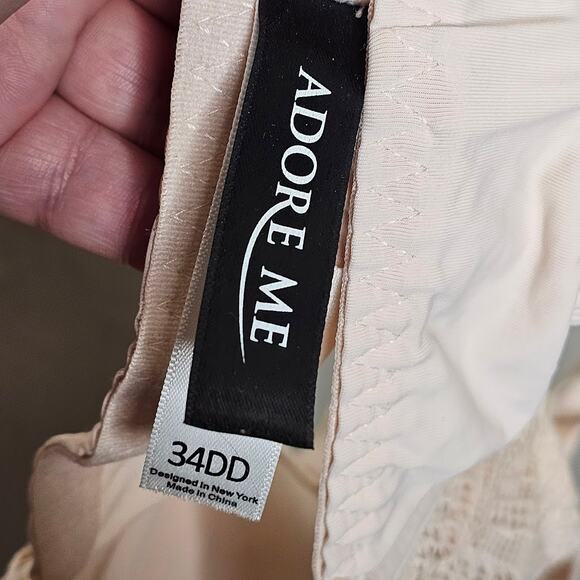 ADORE ME
34DD
Designed In New York
Made In China